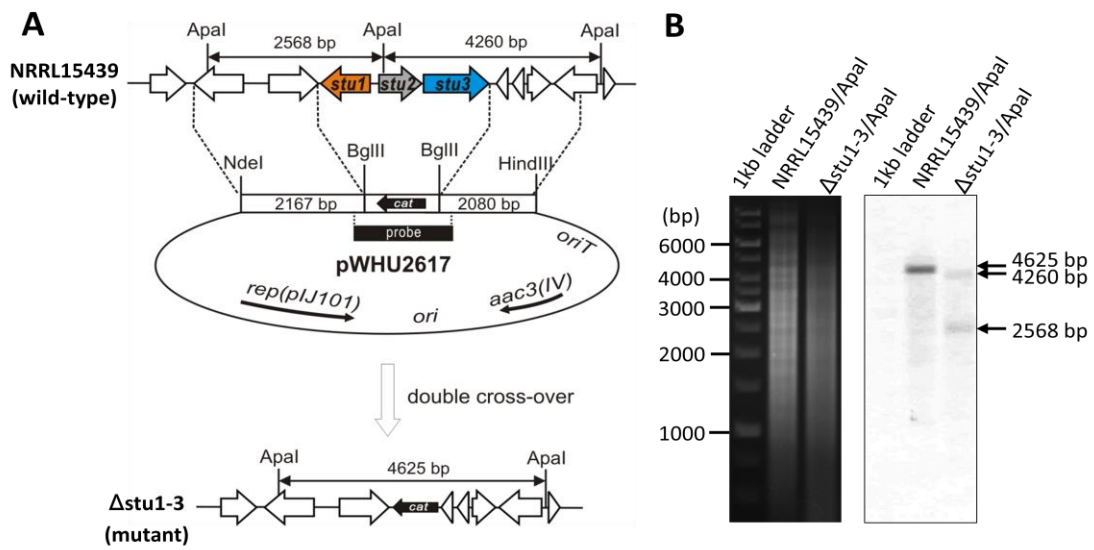 A
ApaI
ApaI
ApaI
2568 bp
4260 bp
NRRL15439
(wild-type)
stu1
stu2
stu3
NdeI
BglII
BglII
HindIII
2167 bp
cat
2080 bp
probe
oriT
pWHU2617
rep(pIJ101)
ori
aac3(IV)
double cross-over
ApaI
4625 bp
ApaI
Δstu1-3
(mutant)
cat
B
1kb ladder
NRRL15439/ApaI
Δstu1-3/ApaI
1kb ladder
NRRL15439/ApaI
Δstu1-3/ApaI
(bp)
6000
4000
3000
2000
1000
4625 bp
4260 bp
2568 bp